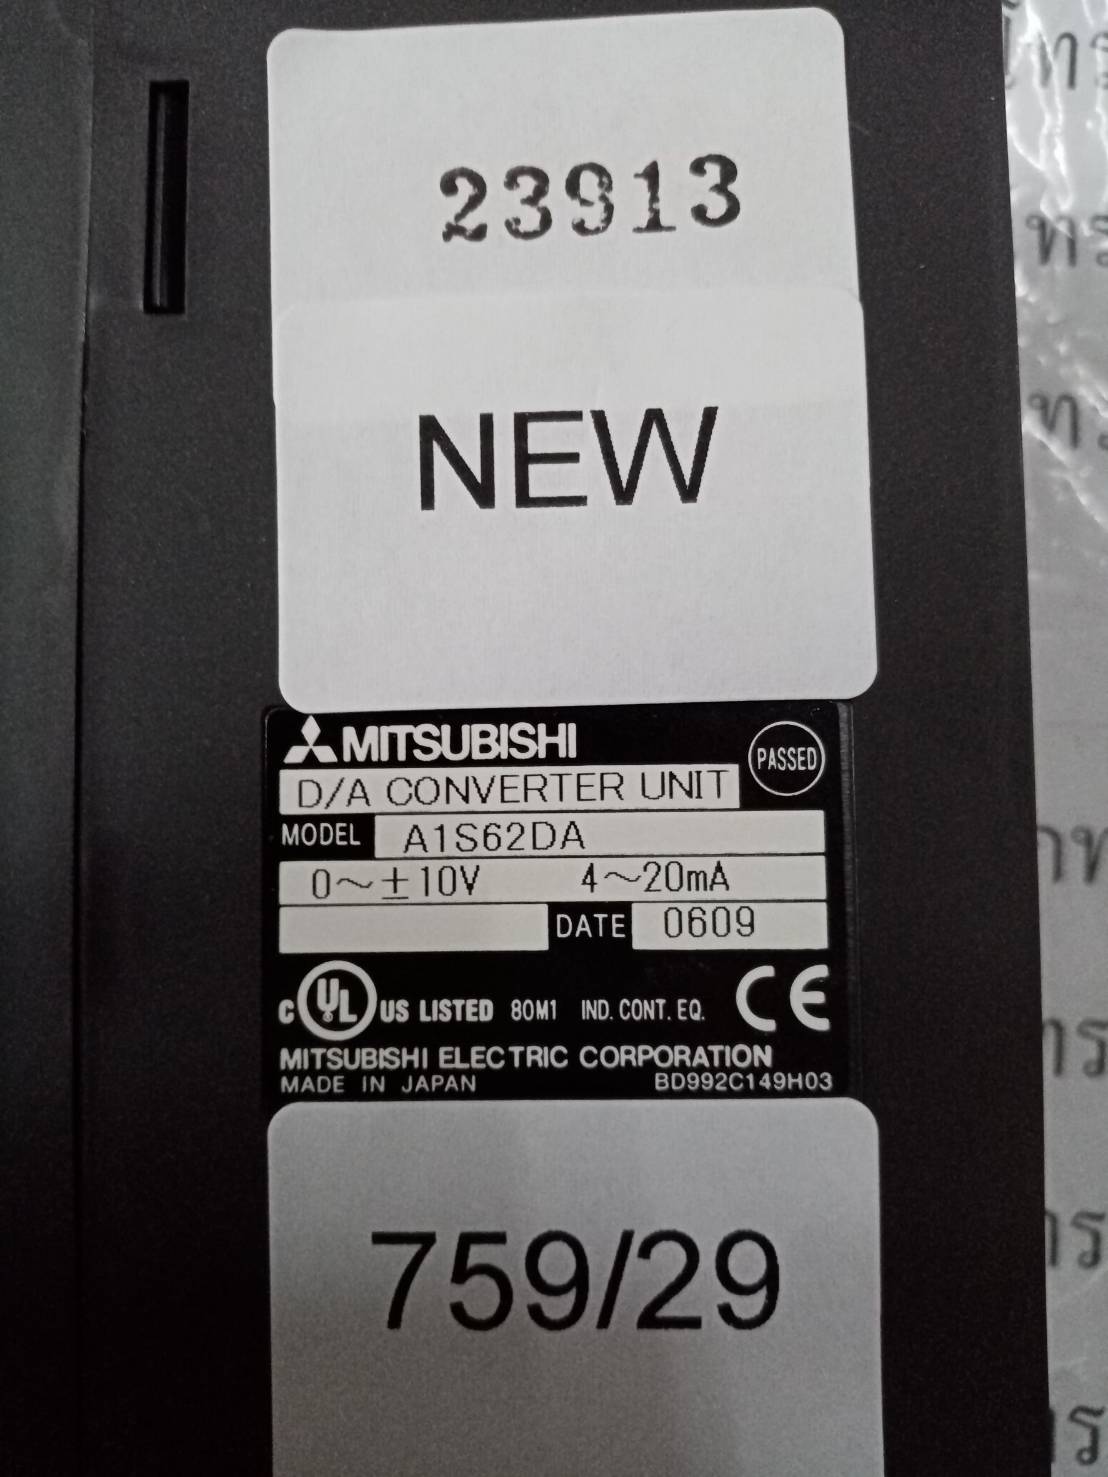 23913
NEW
MITSUBISHI
PASSED
D/A CONVERTER UNIT
MODEL A1S62DA
0～±10V 4～20mA
DATE 0609
C UL US LISTED 80M1 IND. CONT. EQ. CE
MITSUBISHI ELECTRIC CORPORATION
MADE IN JAPAN BD992C149H03
759/29